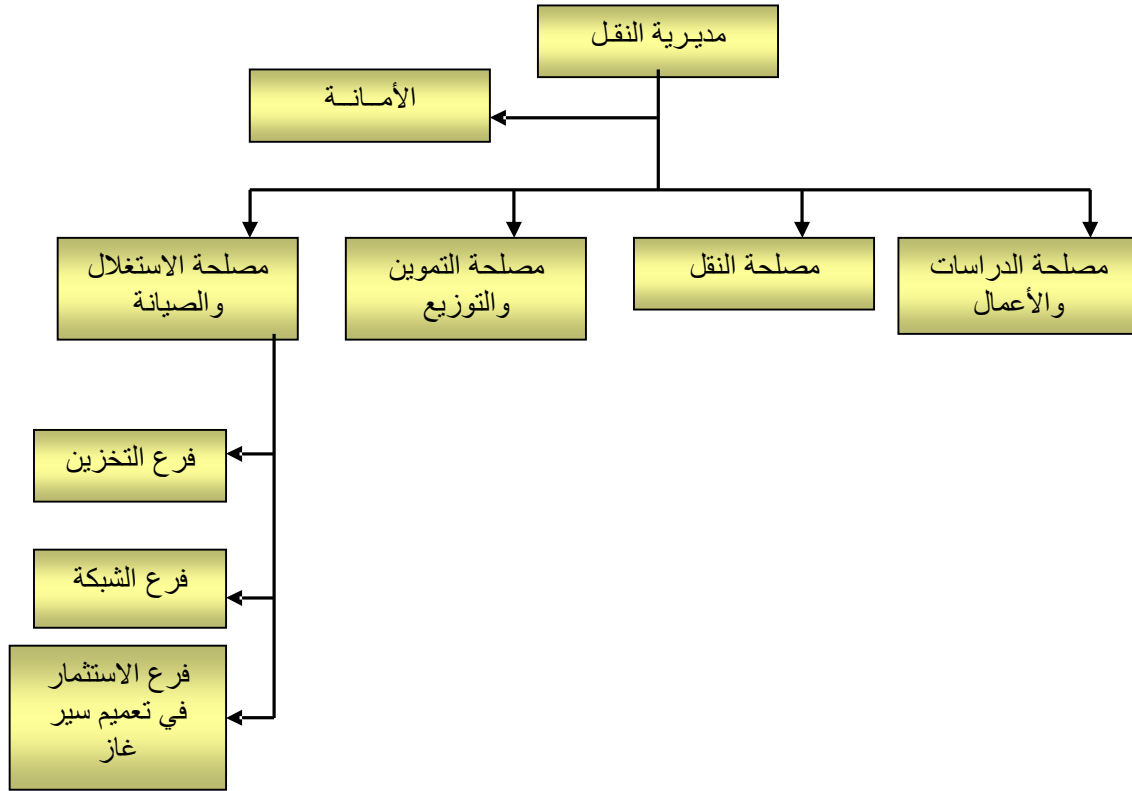 مديـرية النقـل
الأمــانــة
مصلحة الدراسات
والأعمال
مصلحة النقل
مصلحة التموين
والتوزيع
مصلحة الاستغلال
والصيانة
فرع التخزين
فرع الشبكة
فرع الاستثمار
في تعميم سير
غاز